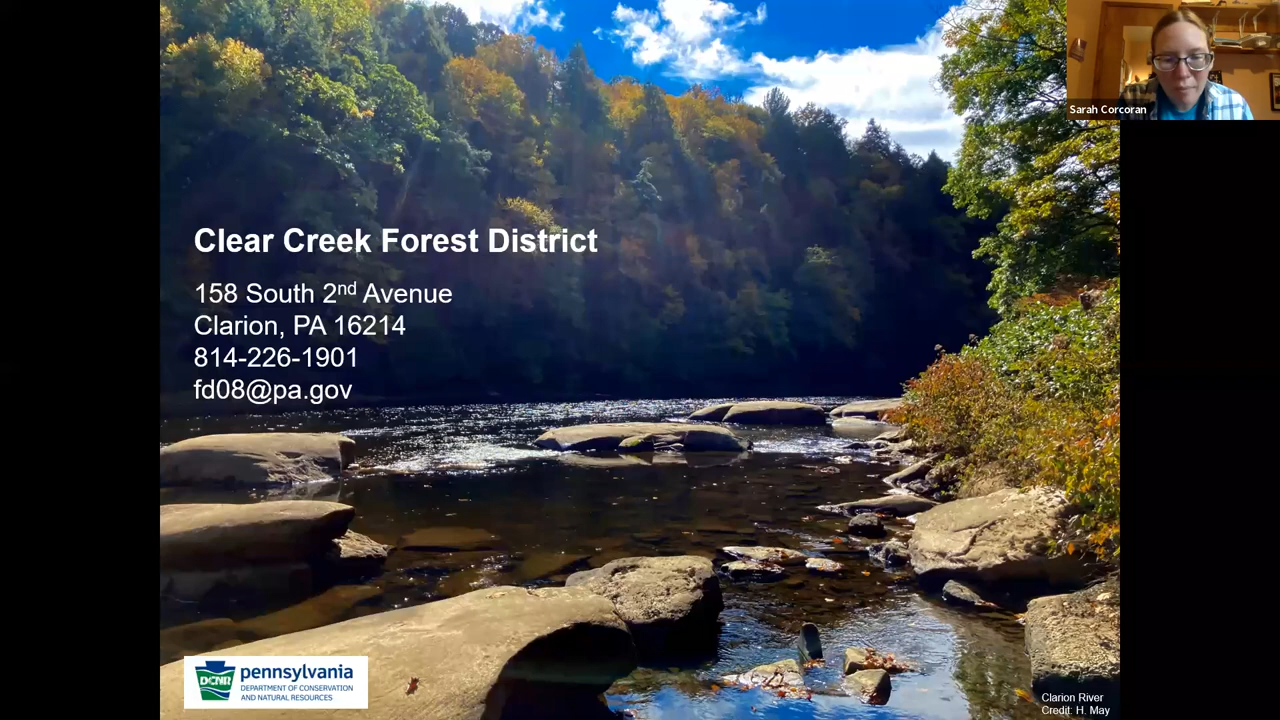 Sarah Corcoran
Clear Creek Forest District
158 South 2nd Avenue
Clarion, PA 16214
814-226-1901
fd08@pa.gov
DCNR
pennsylvania
DEPARTMENT OF CONSERVATION
AND NATURAL RESOURCES
Clarion River
Credit: H. May